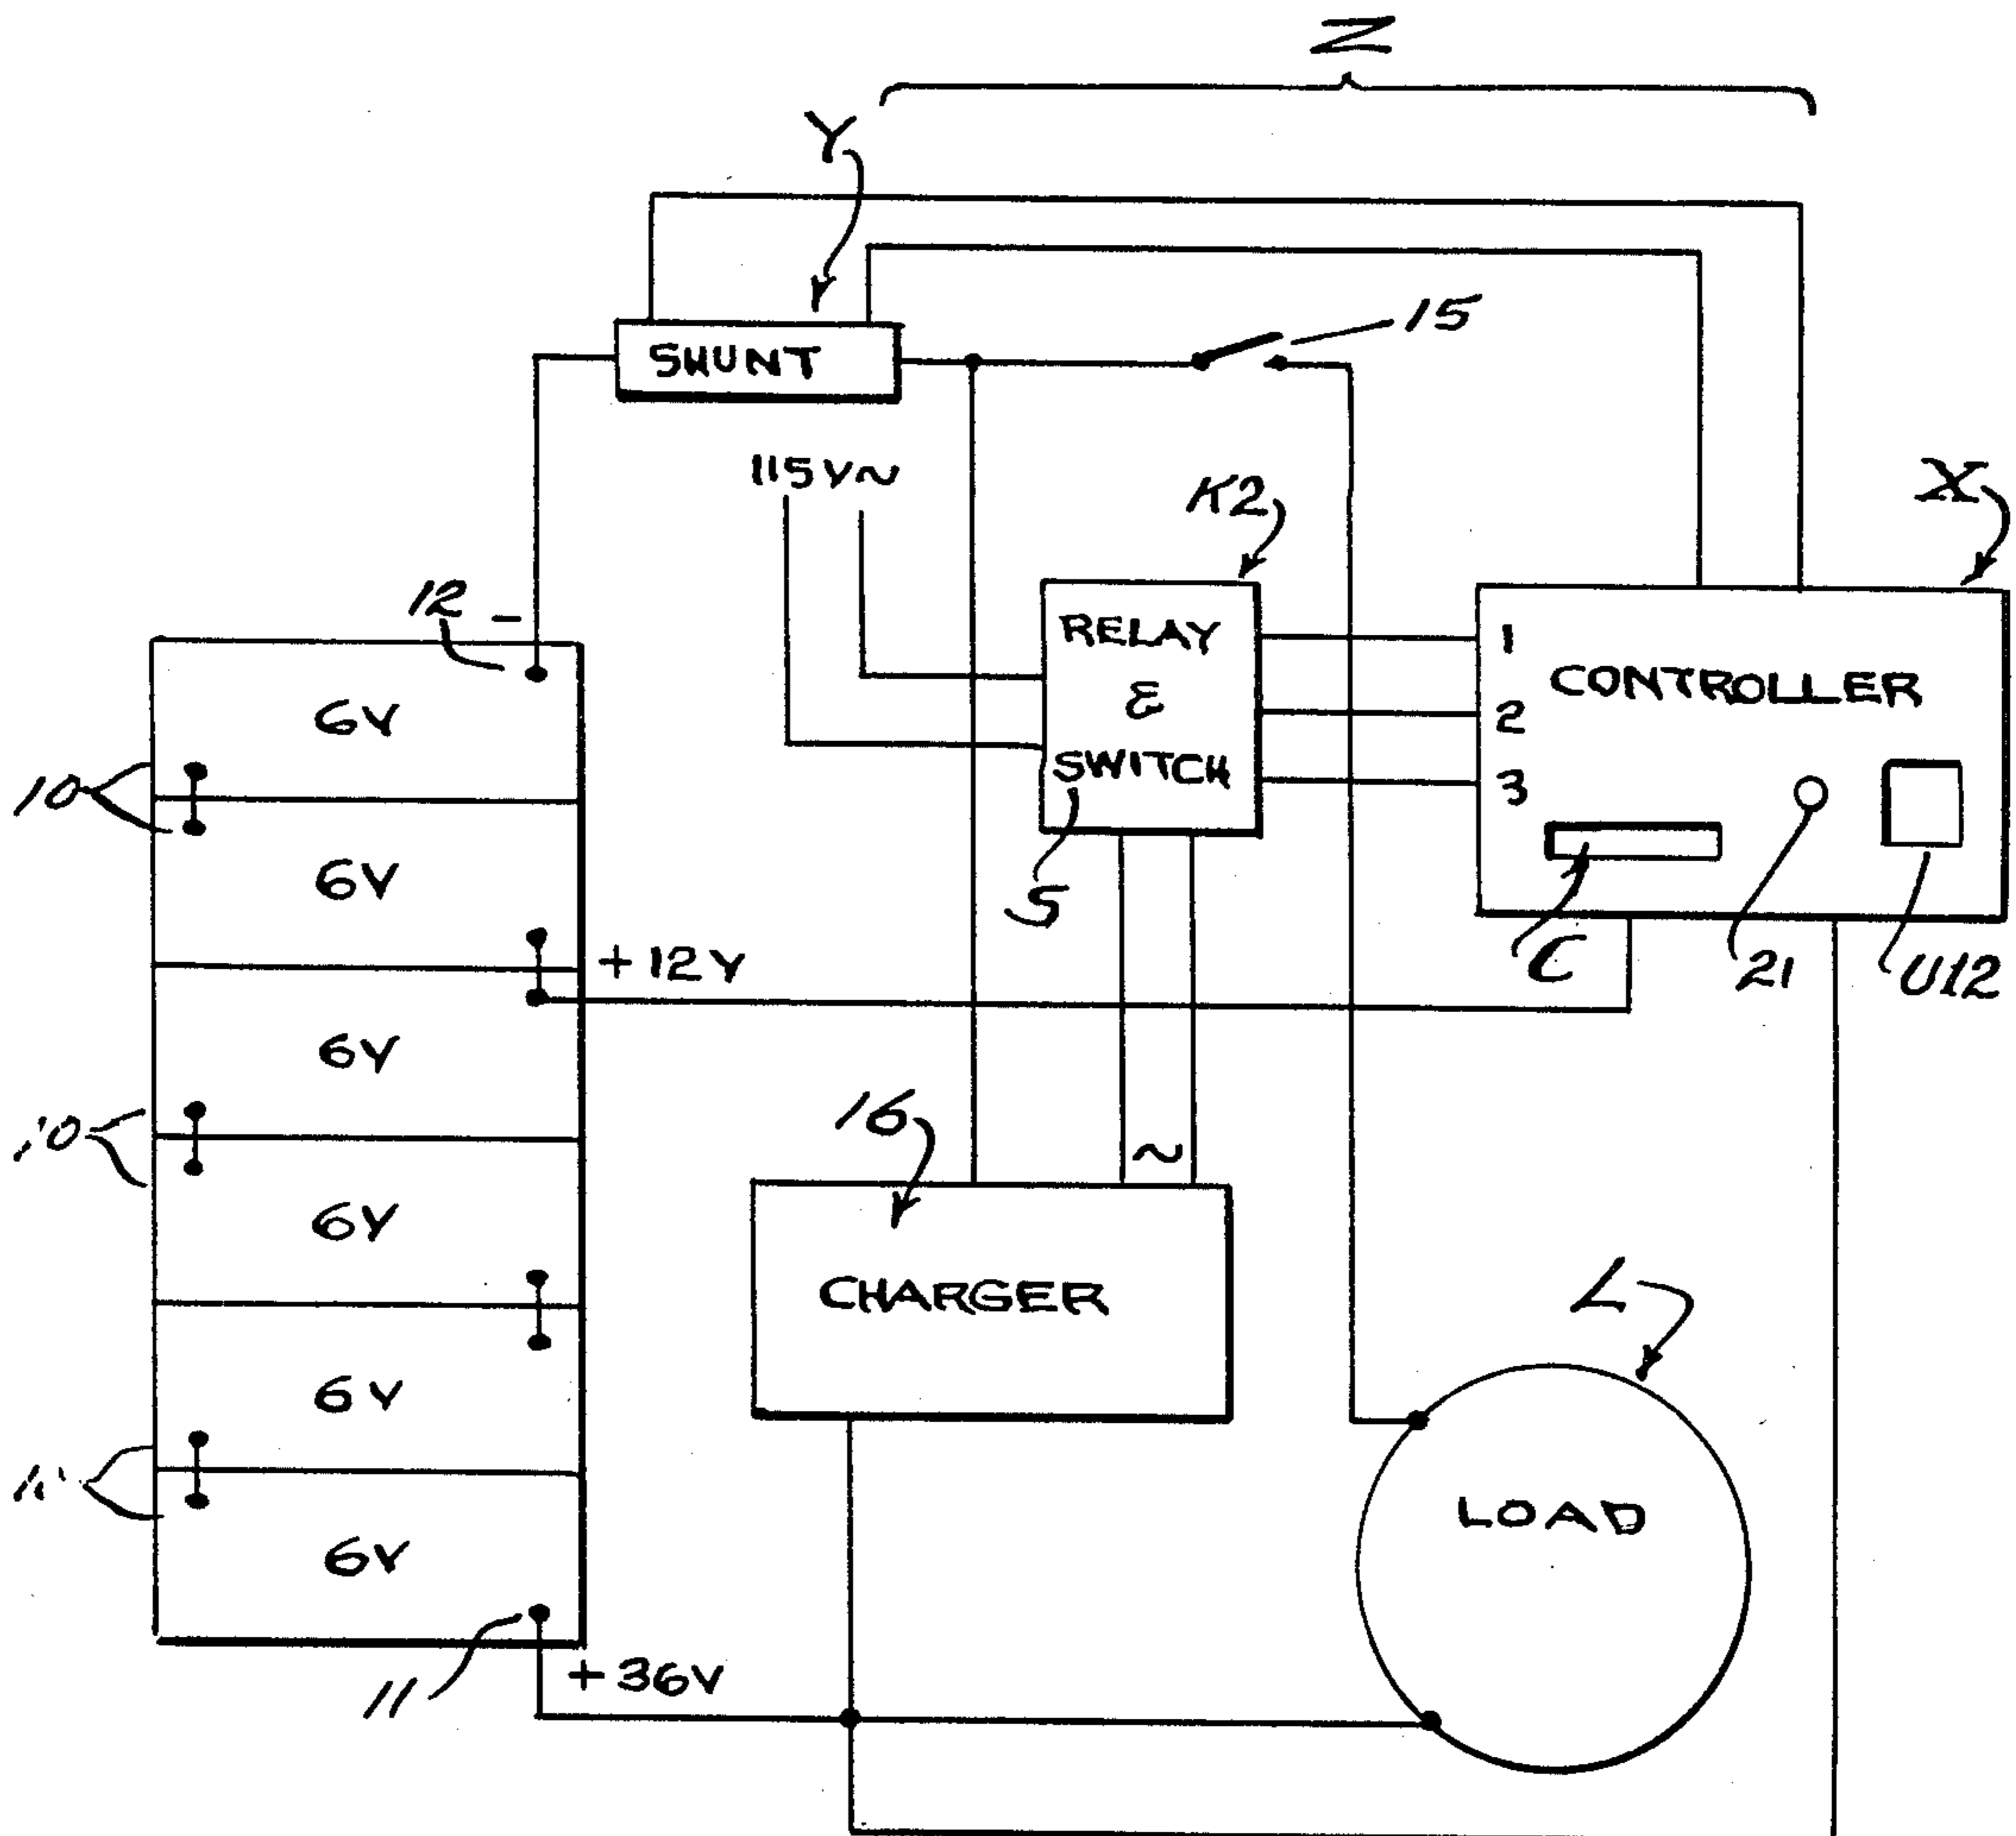 Z
Y
SHUNT
15
115V~
K2
X
12
-
RELAY
&
SWITCH
1
2
3
CONTROLLER
6V
10
6V
S
C
21
U12
+12V
6V
10
16
~
6V
CHARGER
L
6V
LOAD
6V
11
+36V